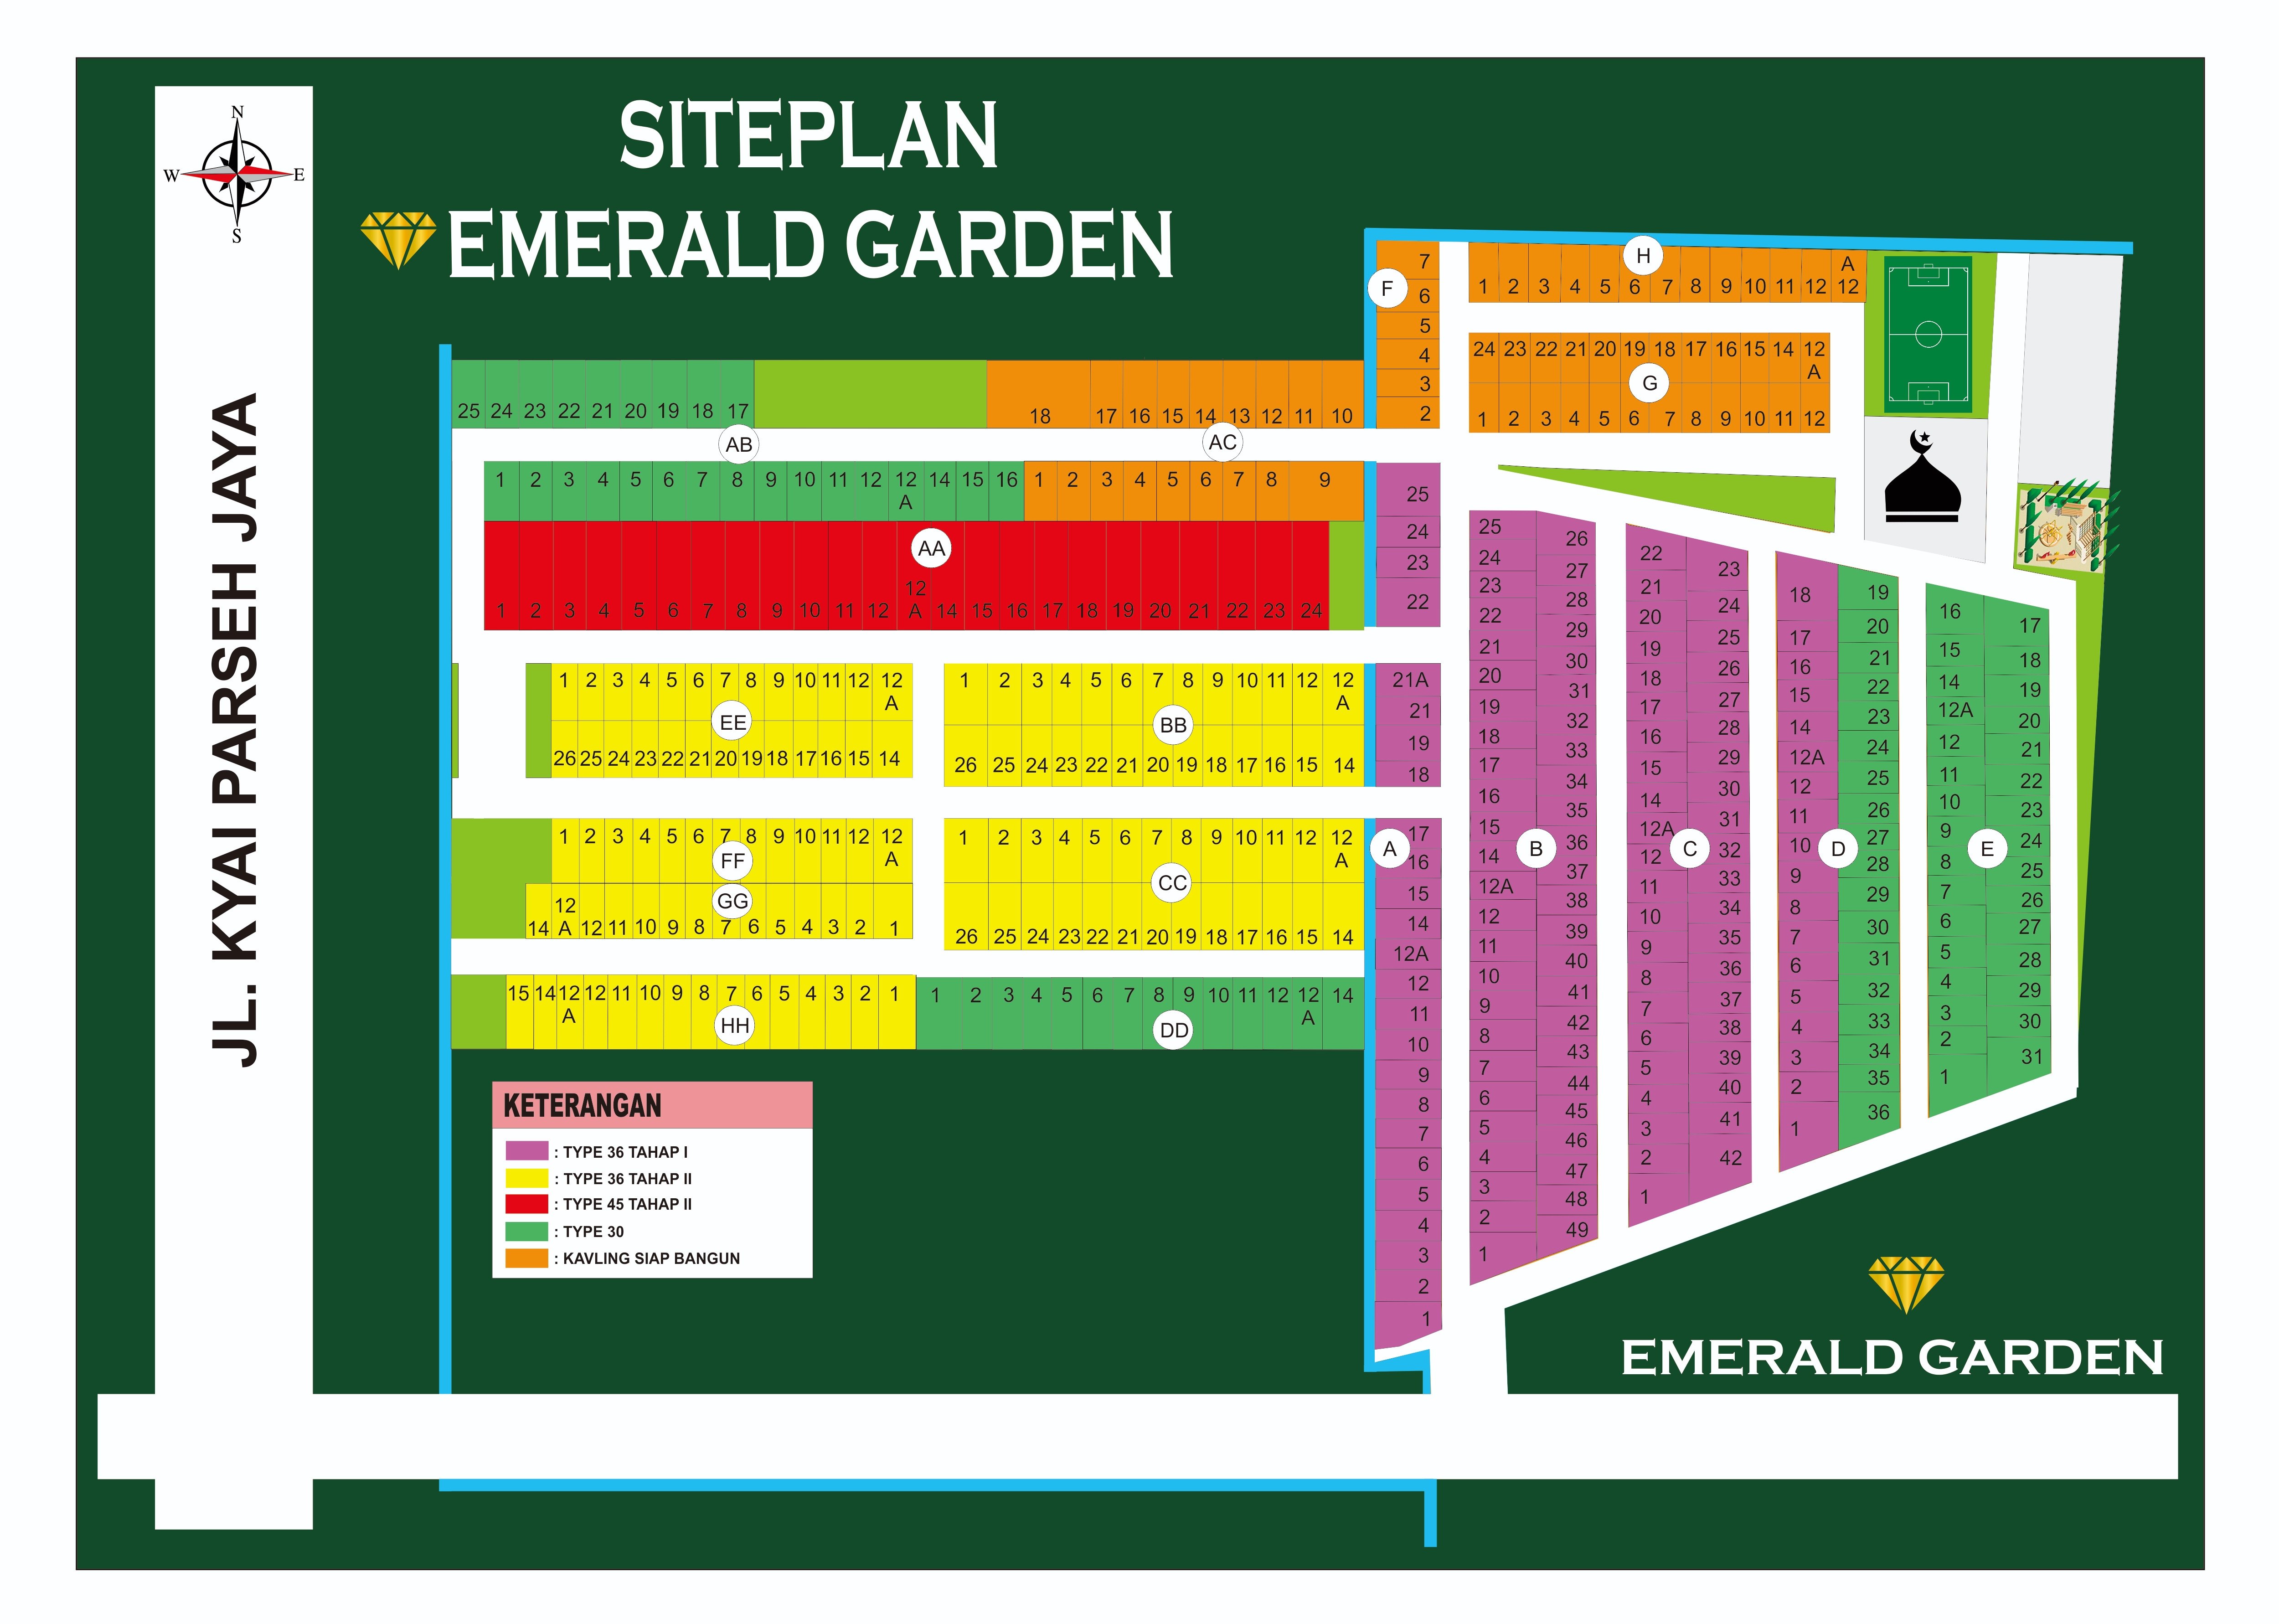 SITEPLAN
EMERALD GARDEN
N
W E
S
JL. KYAI PARSEH JAYA
H
A
1 2 3 4 5 6 7 8 9 10 11 12 12
F
7
6
5
4
3
2
24 23 22 21 20 19 18 17 16 15 14 12
A
G
1 2 3 4 5 6 7 8 9 10 11 12
25 24 23 22 21 20 19 18 17
AB
18 17 16 15 14 13 12 11 10
AC
1 2 3 4 5 6 7 8 9 10 11 12 12 14 15 16
A
1 2 3 4 5 6 7 8 9
AA
12
1 2 3 4 5 6 7 8 9 10 11 12 A 14 15 16 17 18 19 20 21 22 23 24
1 2 3 4 5 6 7 8 9 10 11 12 12
A
EE
26 25 24 23 22 21 20 19 18 17 16 15 14
1 2 3 4 5 6 7 8 9 10 11 12 12
A
BB
26 25 24 23 22 21 20 19 18 17 16 15 14
1 2 3 4 5 6 7 8 9 10 11 12 12
A
FF
GG
12
14 A 12 11 10 9 8 7 6 5 4 3 2 1
1 2 3 4 5 6 7 8 9 10 11 12 12
A
CC
26 25 24 23 22 21 20 19 18 17 16 15 14
15 14 12 12 11 10 9 8 7 6 5 4 3 2 1
A
HH
1 2 3 4 5 6 7 8 9 10 11 12 12 14
A
DD
25
24
23
22
21A
21
19
18
A
17
16
15
14
12A
12
11
10
9
8
7
6
5
4
3
2
1
25
24
23
22
21
20
19
18
17
16
15
14
12A
12
11
10
9
8
7
6
5
4
3
2
1
B
26
27
28
29
30
31
32
33
34
35
36
37
38
39
40
41
42
43
44
45
46
47
48
49
22
21
20
19
18
17
16
15
14
12A
12
11
10
9
8
7
6
5
4
3
2
1
C
23
24
25
26
27
28
29
30
31
32
33
34
35
36
37
38
39
40
41
42
18
17
16
15
14
12A
12
11
10
9
8
7
6
5
4
3
2
1
D
19
20
21
22
23
24
25
26
27
28
29
30
31
32
33
34
35
36
16
15
14
12A
12
11
10
9
8
7
6
5
4
3
2
1
E
17
18
19
20
21
22
23
24
25
26
27
28
29
30
31
KETERANGAN
: TYPE 36 TAHAP I
: TYPE 36 TAHAP II
: TYPE 45 TAHAP II
: TYPE 30
: KAVLING SIAP BANGUN
EMERALD GARDEN